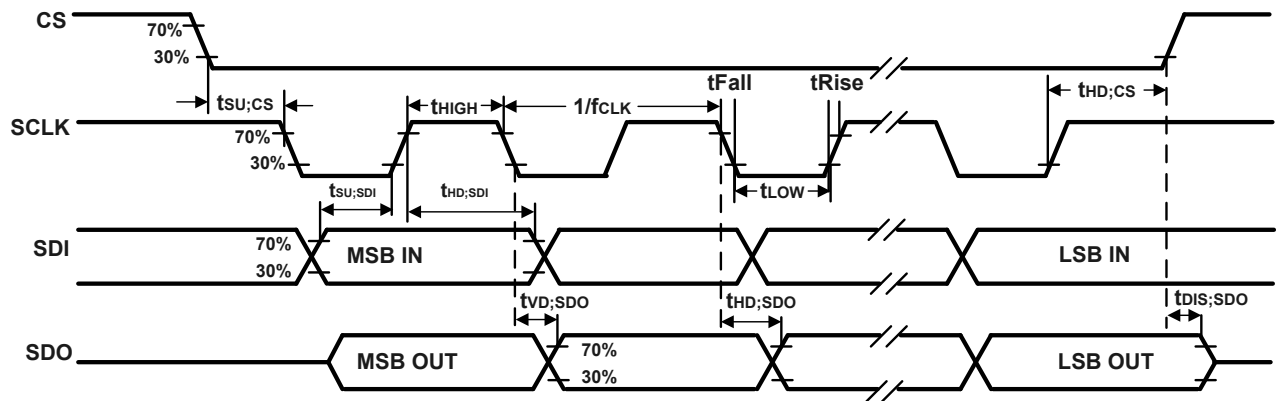 CS
70%
30%
tFall
tRise
tSU;CS
tHIGH
1/fCLK
tHD;CS
SCLK
70%
30%
tSU;SDI
tHD;SDI
tLOW
SDI
70%
30%
MSB IN
LSB IN
tVD;SDO
tHD;SDO
tDIS;SDO
SDO
MSB OUT
70%
30%
LSB OUT